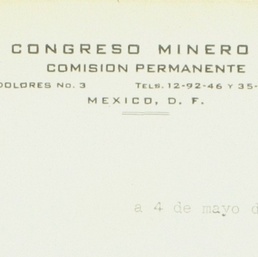 CONGRESO MINERO
COMISION PERMANENTE
DOLORES No. 3 TELS. 12-92-46 Y 35-
MEXICO, D. F.
a 4 de mayo d